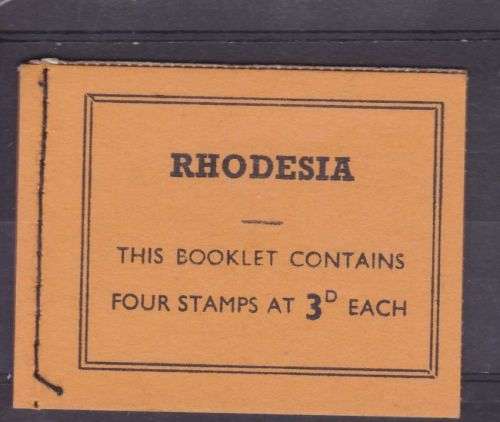 RHODESIA
THIS BOOKLET CONTAINS
FOUR STAMPS AT 3D EACH